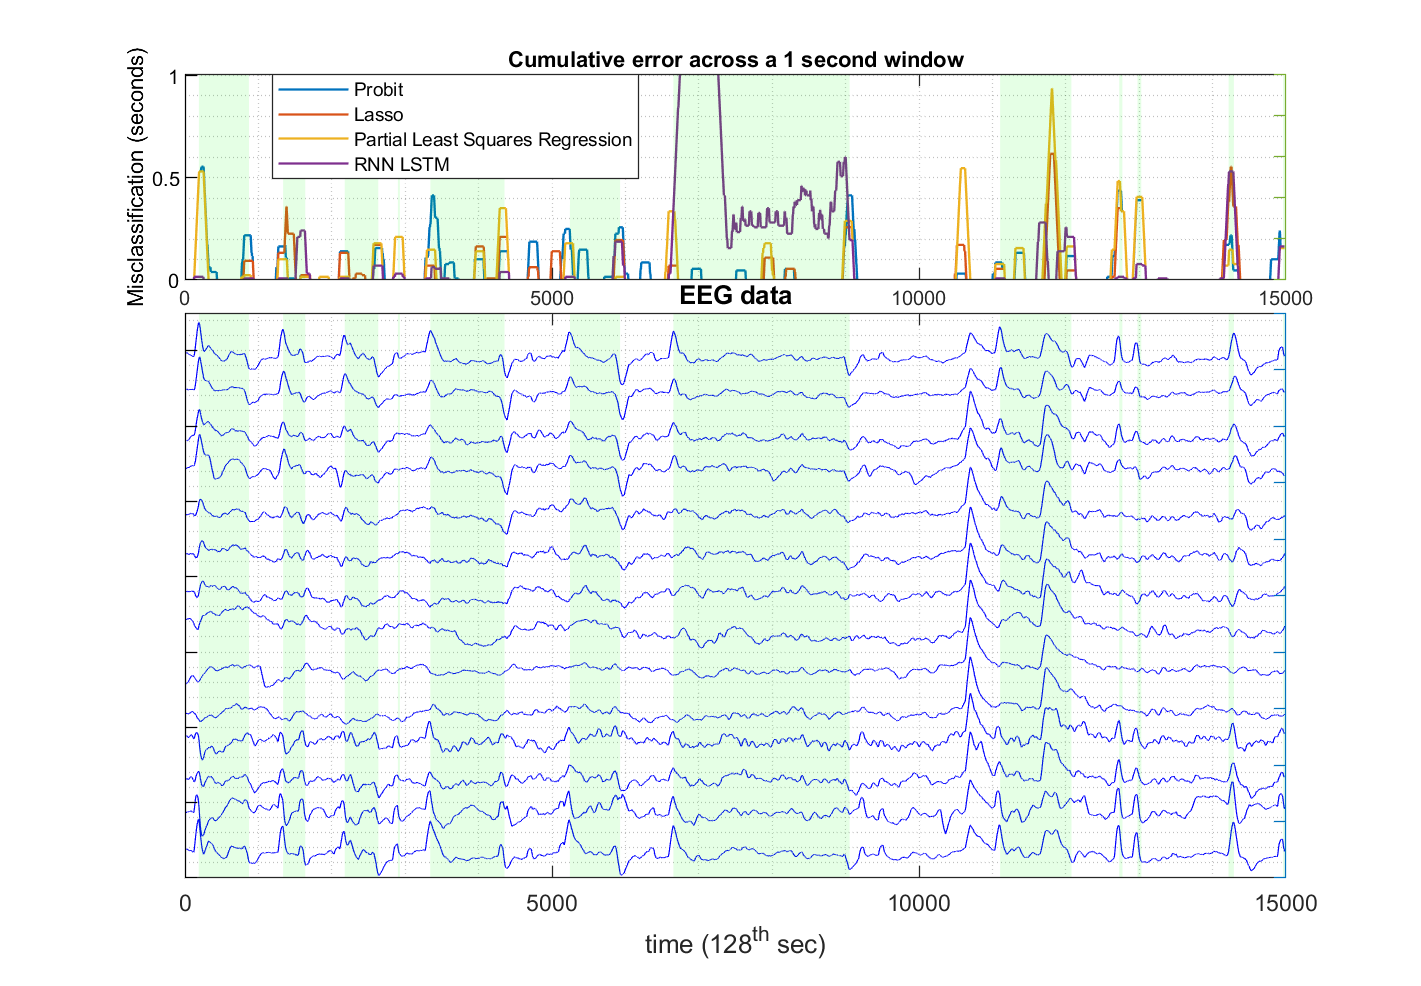 Cumulative error across a 1 second window
Misclassification (seconds)
1
0.5
0
Probit
Lasso
Partial Least Squares Regression
RNN LSTM
0 5000 10000 15000
EEG data
0 5000 10000 15000
time (128th sec)